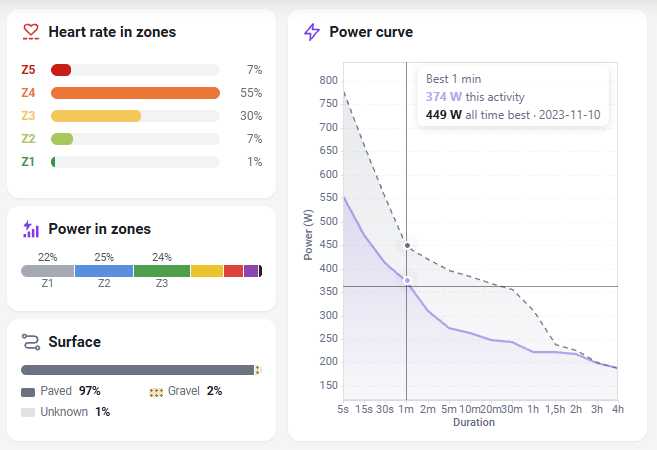 Heart rate in zones
Z5 7%
Z4 55%
Z3 30%
Z2 7%
Z1 1%
Power in zones
22% 25% 24%
Z1 Z2 Z3
Surface
Paved 97% Gravel 2%
Unknown 1%
Power curve
Best 1 min
374 W this activity
449 W all time best · 2023-11-10
Power (W)
800
750
700
650
600
550
500
450
400
350
300
250
200
150
5s 15s 30s 1m 2m 5m 10m 20m 30m 1h 1,5h 2h 3h 4h
Duration